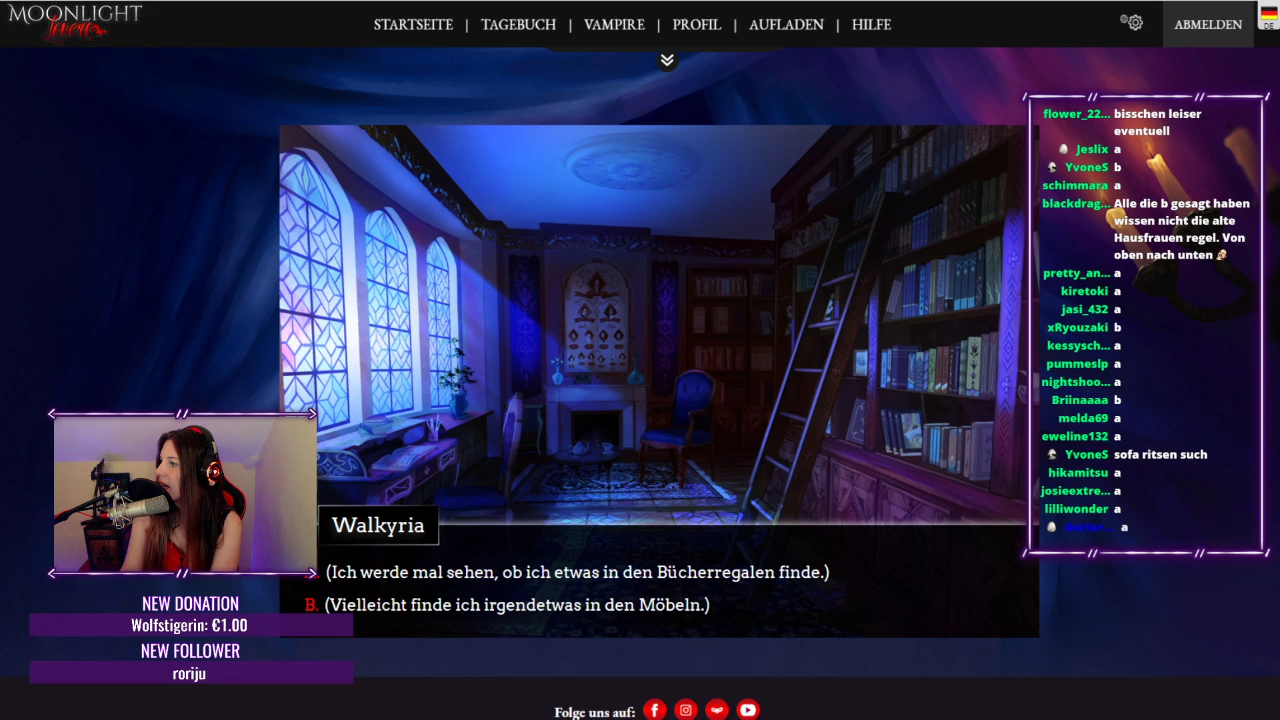 MOONLIGHT
Lovers
STARTSEITE | TAGEBUCH | VAMPIRE | PROFIL | AUFLADEN | HILFE
ABMELDEN
DE
flower_22... bisschen leiser
eventuell
Jeslix a
YvoneS b
schimmara a
blackdrag... Alle die b gesagt haben
wissen nicht die alte
Hausfrauen regel. Von
oben nach unten
pretty_an... a
kiretoki a
jasi_432 a
xRyouzaki b
kessysch... a
pummeslp a
nightshoo... a
Briinaaaa b
melda69 a
eweline132 a
YvoneS sofa ritsen such
hikamitsu a
josieextre... a
lilliwonder a
a
Walkyria
(Ich werde mal sehen, ob ich etwas in den Bücherregalen finde.)
B. (Vielleicht finde ich irgendetwas in den Möbeln.)
NEW DONATION
Wolfstigerin: €1.00
NEW FOLLOWER
roriju
Folge uns auf: